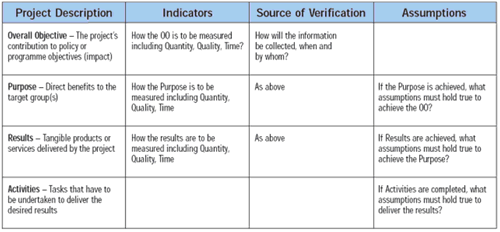 Project Description
Indicators
Source of Verification
Assumptions
Overall Objective – The project's
contribution to policy or
programme objectives (impact)
How the OO is to be measured
including Quantity, Quality, Time?
How will the information
be collected, when and
by whom?
Purpose – Direct benefits to the
target group(s)
How the Purpose is to be
measured including Quantity,
Quality, Time
As above
If the Purpose is achieved, what
assumptions must hold true to
achieve the OO?
Results – Tangible products or
services delivered by the project
How the results are to be
measured including Quantity,
Quality, Time
As above
If Results are achieved, what
assumptions must hold true to
achieve the Purpose?
Activities – Tasks that have to
be undertaken to deliver the
desired results
If Activities are completed, what
assumptions must hold true to
deliver the results?